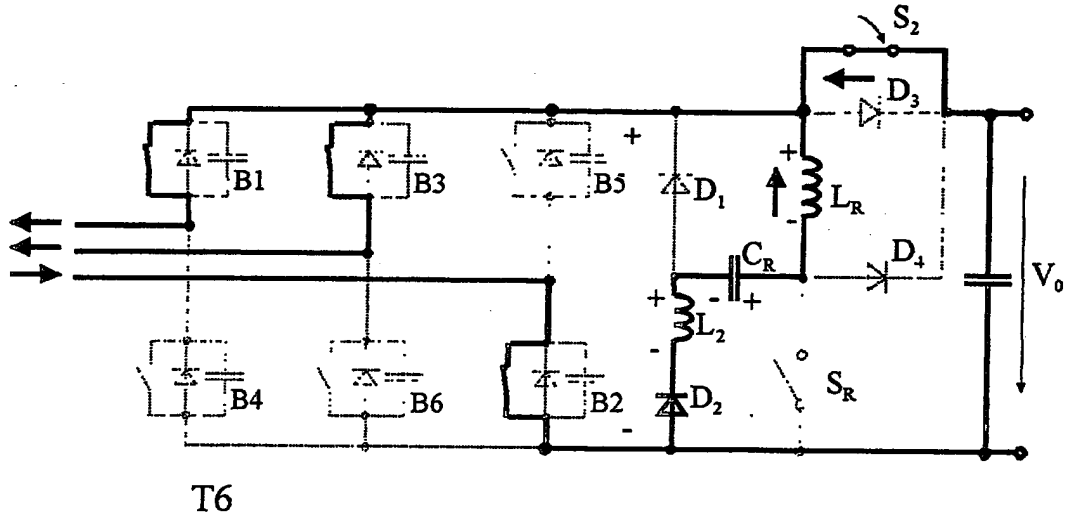 S2
D3
+
B1
B3
B5
D1
+
LR
-
CR
D4
+
-
+
V0
L2
-
B4
B6
B2
D2
SR
-
T6